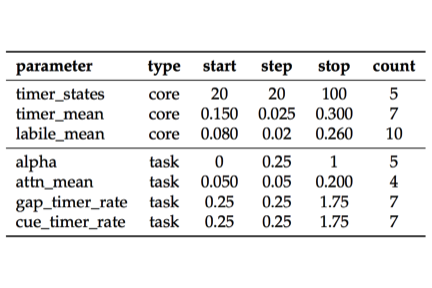 parameter type start step stop count
timer_states core 20 20 100 5
timer_mean core 0.150 0.025 0.300 7
labile_mean core 0.080 0.02 0.260 10
alpha task 0 0.25 1 5
attn_mean task 0.050 0.05 0.200 4
gap_timer_rate task 0.25 0.25 1.75 7
cue_timer_rate task 0.25 0.25 1.75 7